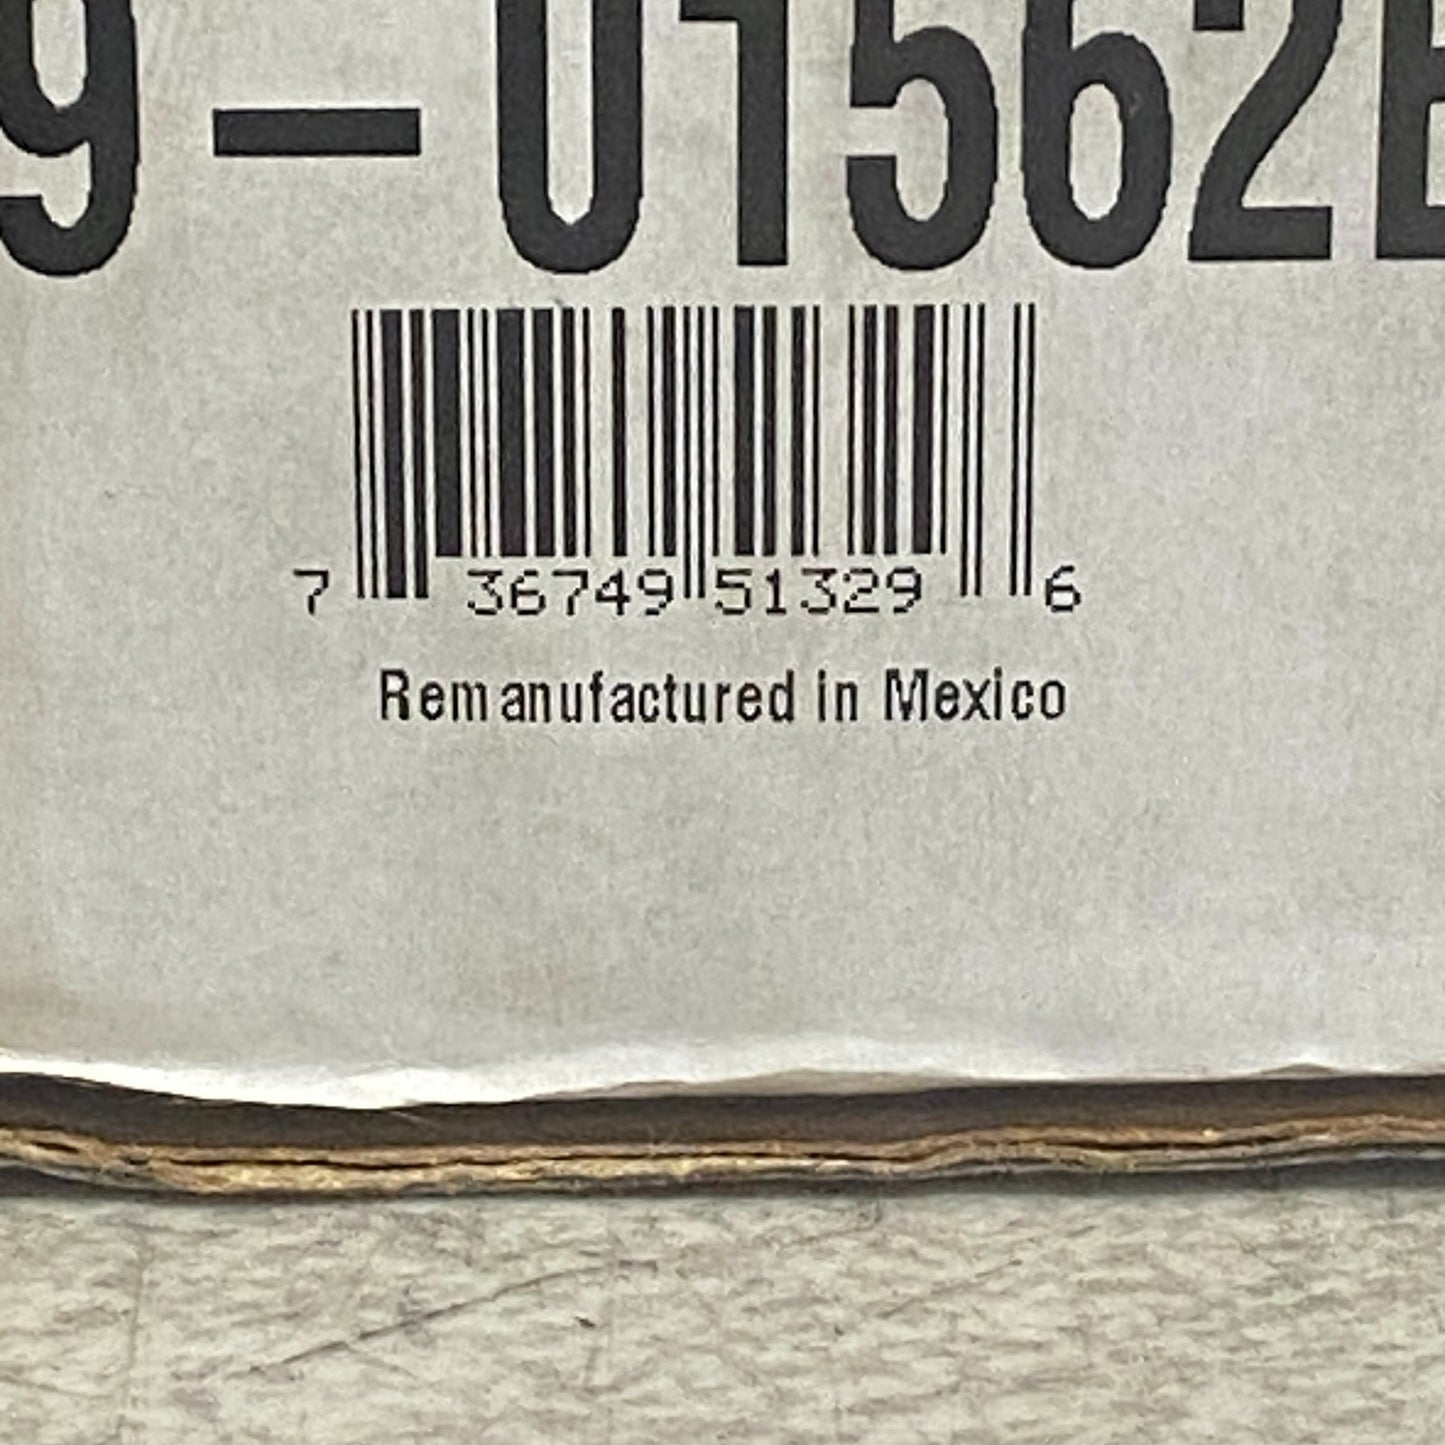 9-01562B
7 36749 51329 6
Remanufactured in Mexico